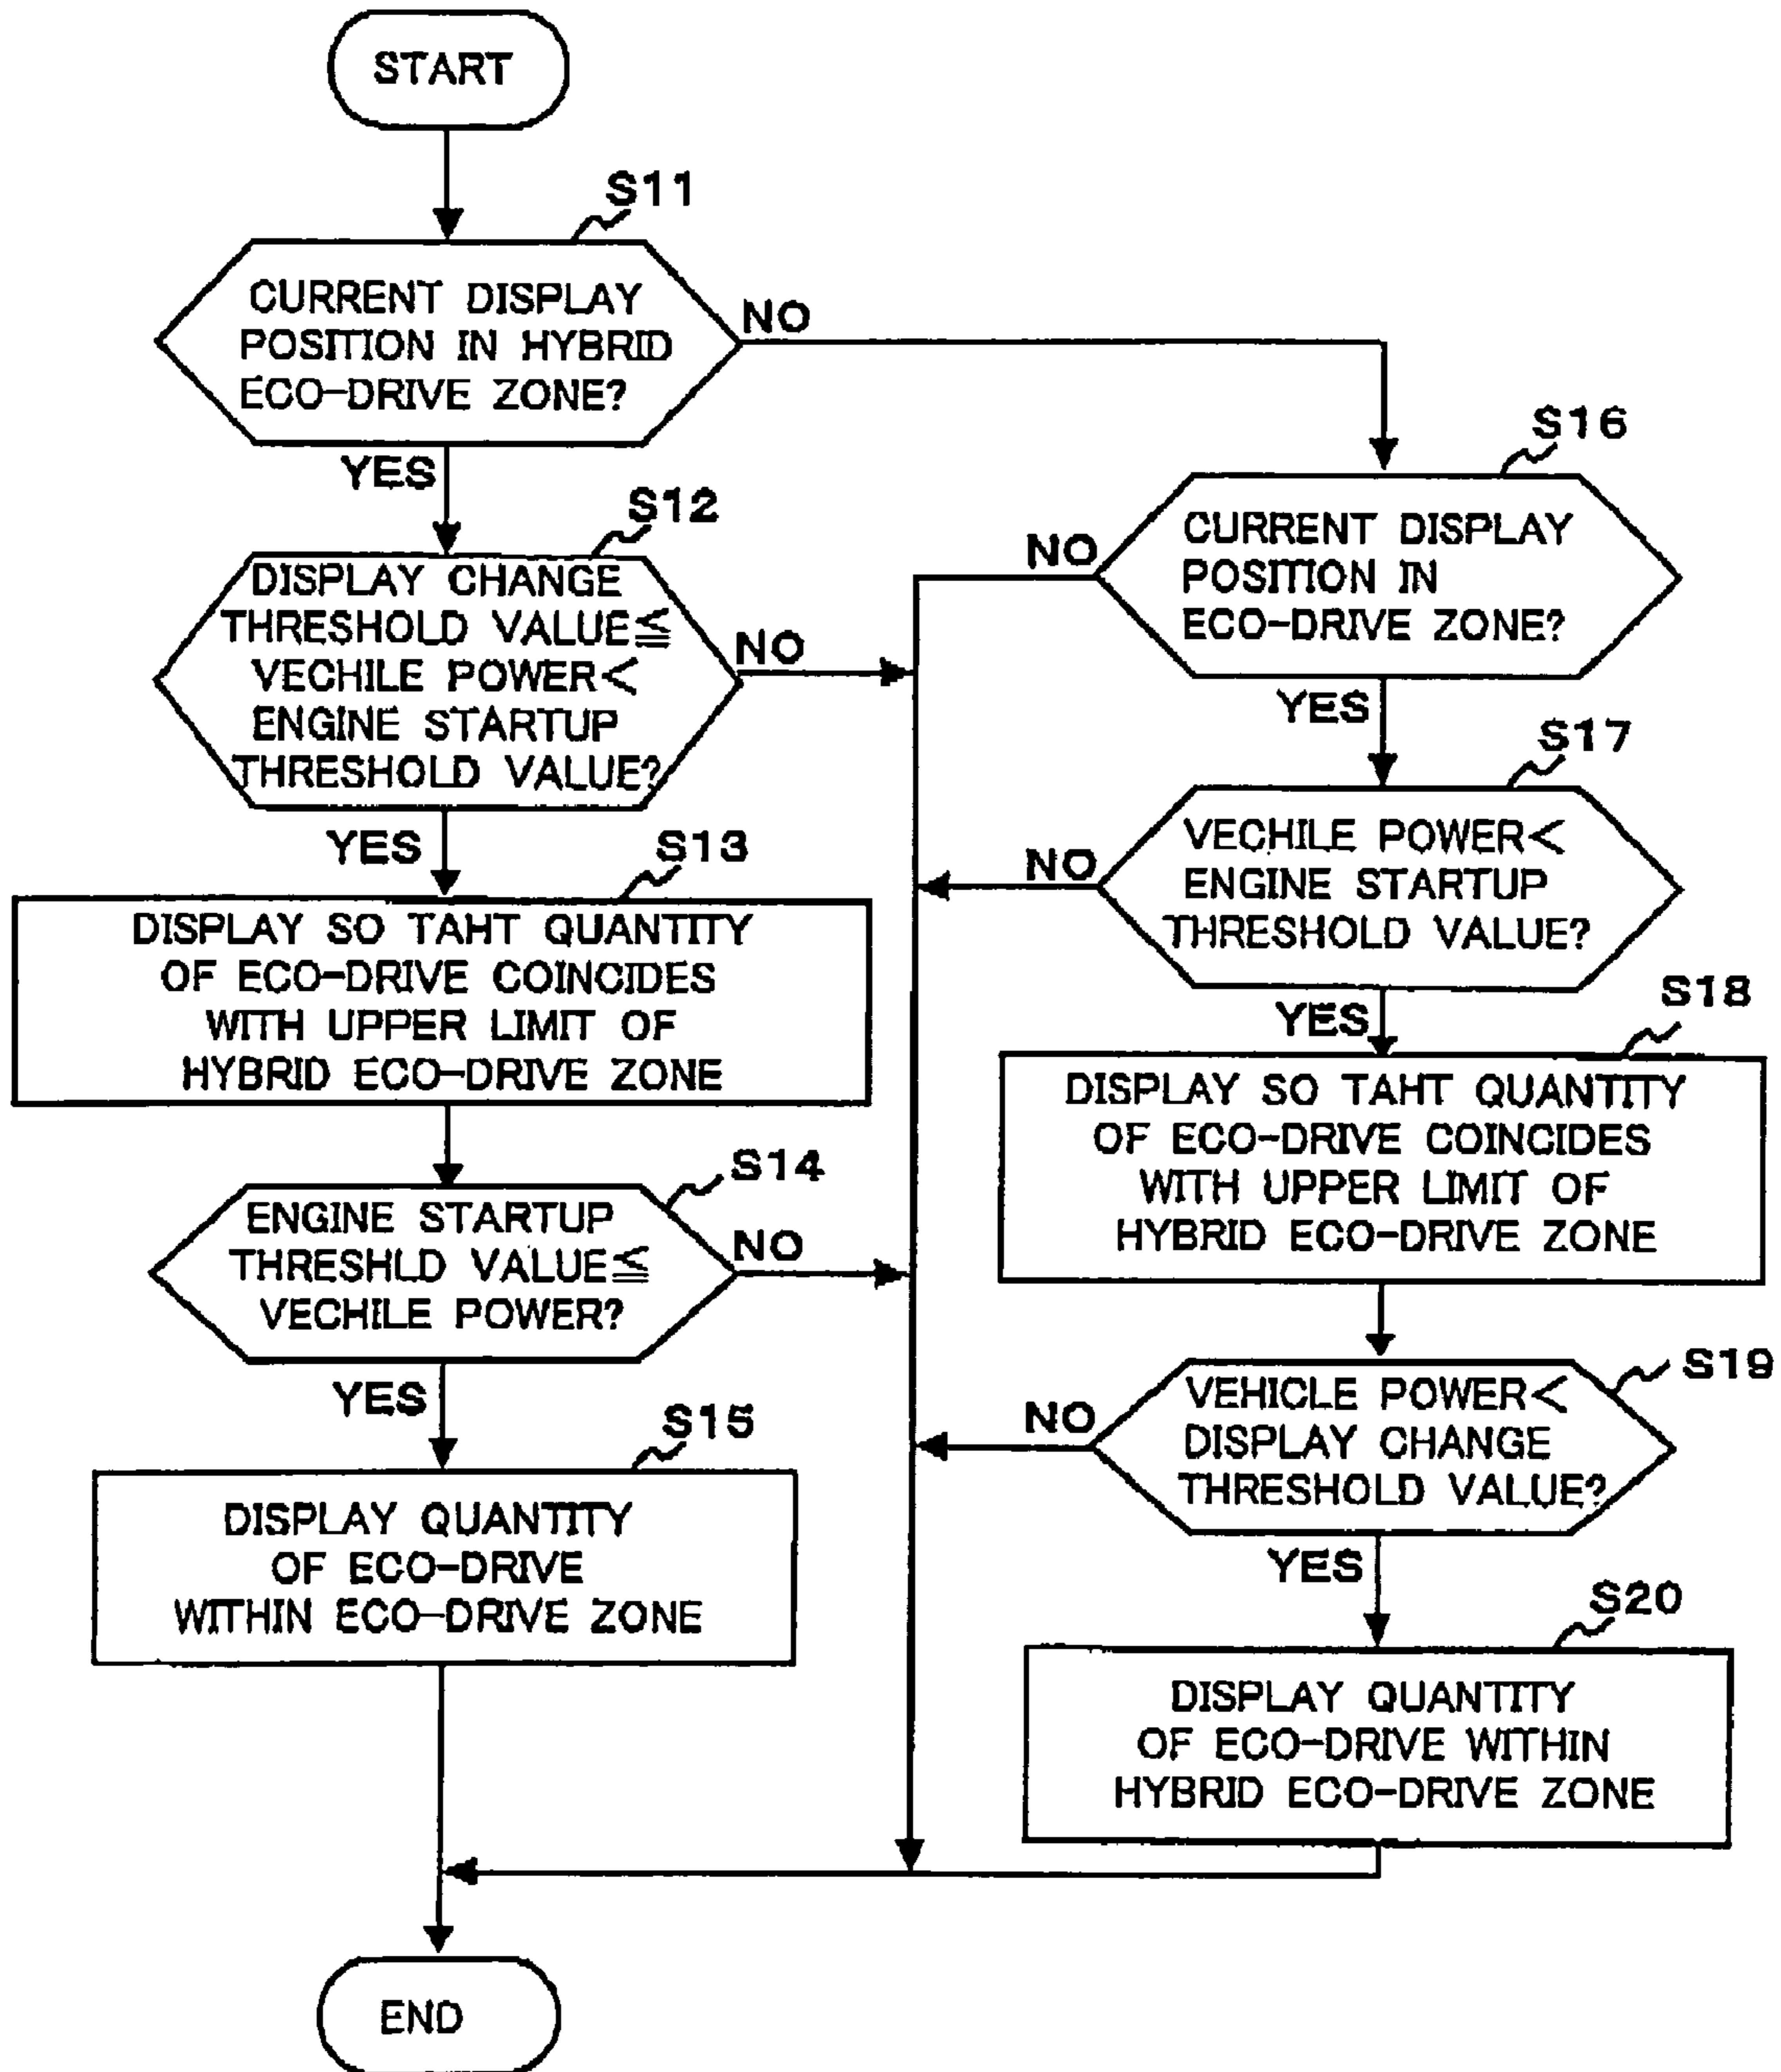 START
S11
CURRENT DISPLAY
POSITION IN HYBRID
ECO-DRIVE ZONE?
NO
YES
S12
DISPLAY CHANGE
THRESHOLD VALUE≦
VECHILE POWER<
ENGINE STARTUP
THRESHOLD VALUE?
NO
YES
S13
DISPLAY SO TAHT QUANTITY
OF ECO-DRIVE COINCIDES
WITH UPPER LIMIT OF
HYBRID ECO-DRIVE ZONE
S14
ENGINE STARTUP
THRESHLD VALUE≦
VECHILE POWER?
NO
YES
S15
DISPLAY QUANTITY
OF ECO-DRIVE
WITHIN ECO-DRIVE ZONE
S16
CURRENT DISPLAY
POSITION IN
ECO-DRIVE ZONE?
NO
YES
S17
VECHILE POWER<
ENGINE STARTUP
THRESHOLD VALUE?
NO
YES
S18
DISPLAY SO TAHT QUANTITY
OF ECO-DRIVE COINCIDES
WITH UPPER LIMIT OF
HYBRID ECO-DRIVE ZONE
S19
VEHICLE POWER<
DISPLAY CHANGE
THRESHOLD VALUE?
NO
YES
S20
DISPLAY QUANTITY
OF ECO-DRIVE WITHIN
HYBRID ECO-DRIVE ZONE
END